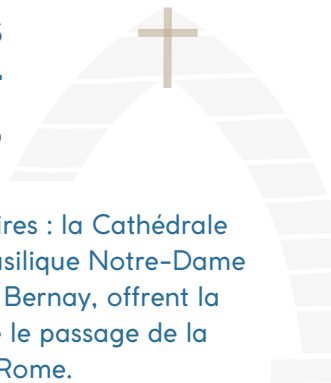 ires : la Cathédrale
asilique Notre-Dame
Bernay, offrent la
le passage de la
Rome.